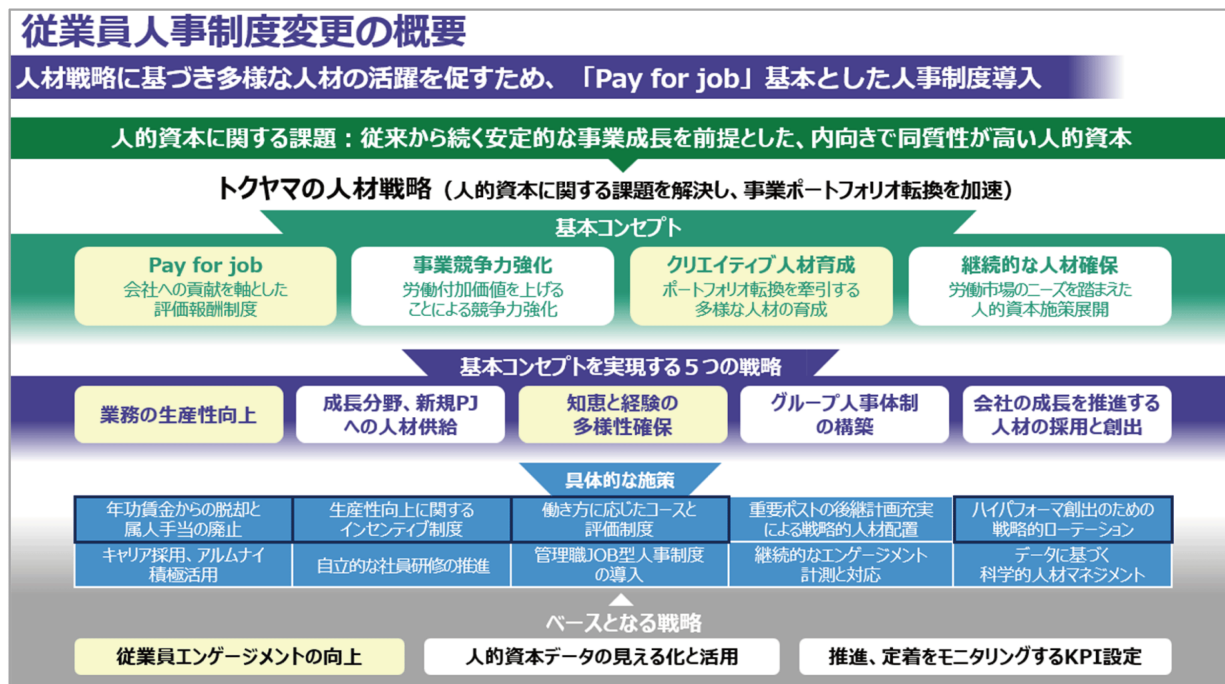 従業員人事制度変更の概要
人材戦略に基づき多様な人材の活躍を促すため、「Pay for job」基本とした人事制度導入
人的資本に関する課題：従来から続く安定的な事業成長を前提とした、内向きで同質性が高い人的資本
トクヤマの人材戦略（人的資本に関する課題を解決し、事業ポートフォリオ転換を加速）
基本コンセプト
Pay for job
会社への貢献を軸とした
評価報酬制度
事業競争力強化
労働付加価値を上げる
ことによる競争力強化
クリエイティブ人材育成
ポートフォリオ転換を牽引する
多様な人材の育成
継続的な人材確保
労働市場のニーズを踏まえた
人的資本施策展開
基本コンセプトを実現する５つの戦略
業務の生産性向上
成長分野、新規PJ
への人材供給
知恵と経験の
多様性確保
グループ人事体制
の構築
会社の成長を推進する
人材の採用と創出
具体的な施策
年功賃金からの脱却と
属人手当の廃止
生産性向上に関する
インセンティブ制度
働き方に応じたコースと
評価制度
重要ポストの後継計画充実
による戦略的人材配置
ハイパフォーマ創出のための
戦略的ローテーション
キャリア採用、アルムナイ
積極活用
自立的な社員研修の推進
管理職JOB型人事制度
の導入
継続的なエンゲージメント
計測と対応
データに基づく
科学的人材マネジメント
ベースとなる戦略
従業員エンゲージメントの向上
人的資本データの見える化と活用
推進、定着をモニタリングするKPI設定